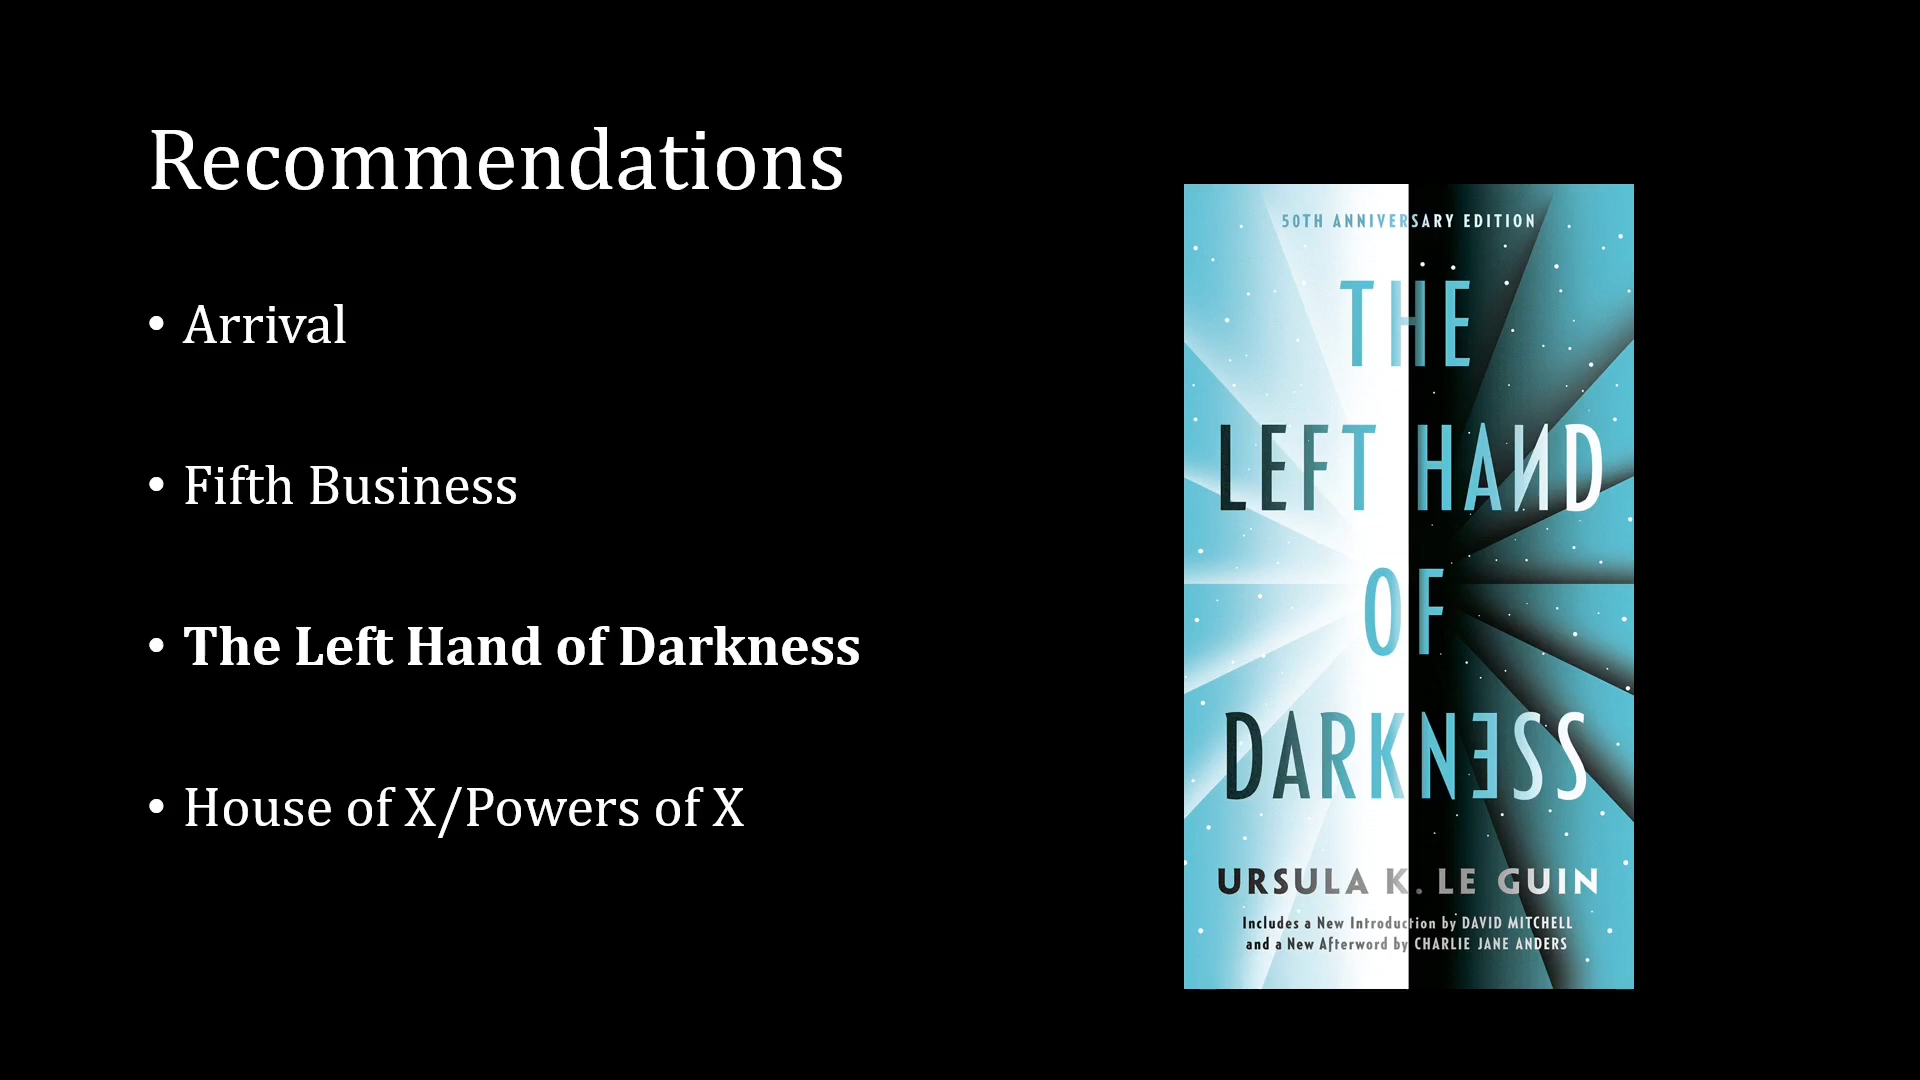 Recommendations
• Arrival
• Fifth Business
• The Left Hand of Darkness
• House of X/Powers of X
50TH ANNIVERSARY EDITION
THE
LEFT HAND
OF
DARKNESS
URSULA K. LE GUIN
Includes a New Introduction by DAVID MITCHELL
and a New Afterword by CHARLIE JANE ANDERS